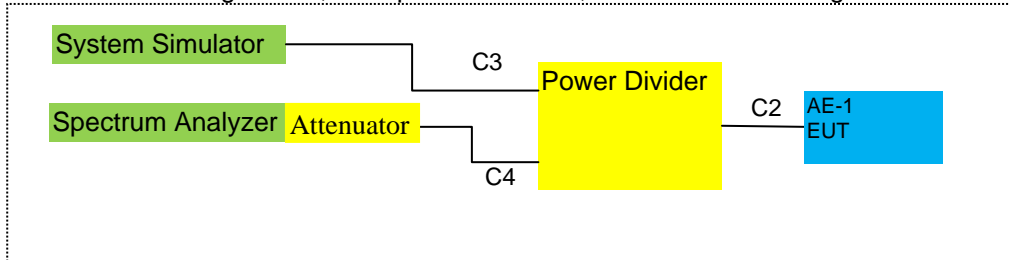 System Simulator
C3
Power Divider
Spectrum Analyzer
Attenuator
C4
C2
AE-1
EUT